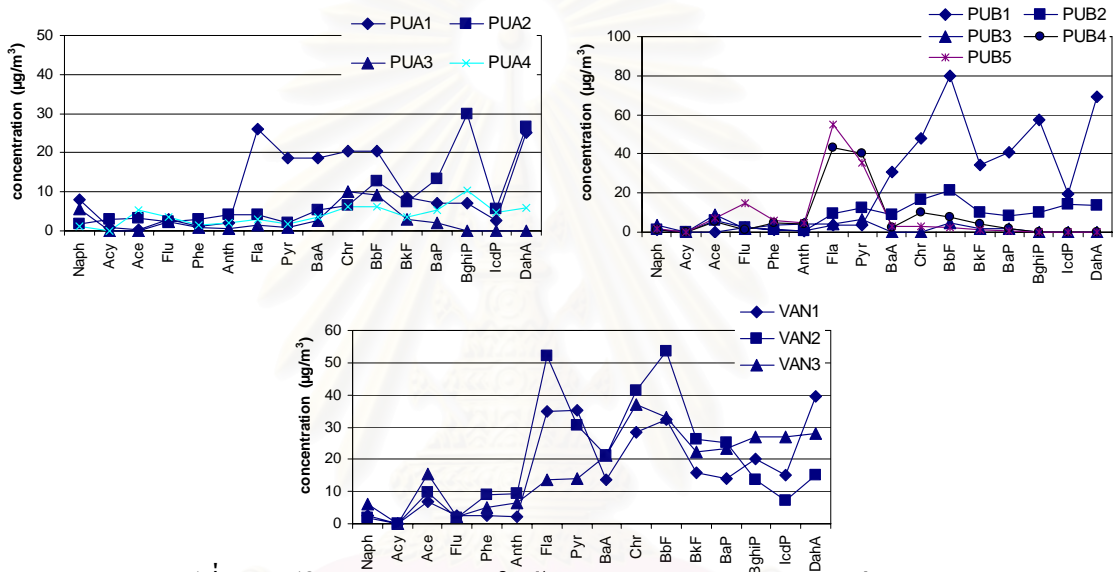 PUA1 PUA2
PUA3 PUA4
concentration (µg/m³)
50
40
30
20
10
0
Naph Acy Ace Flu Phe Anth Fla Pyr BaA Chr BbF BkF BaP BghiP IcdP DahA
PUB1 PUB2
PUB3 PUB4
PUB5
concentration (µg/m³)
100
80
60
40
20
0
Naph Acy Ace Flu Phe Anth Fla Pyr BaA Chr BbF BkF BaP BghiP IcdP DahA
VAN1
VAN2
VAN3
concentration (µg/m³)
60
50
40
30
20
10
0
Naph Acy Ace Flu Phe Anth Fla Pyr BaA Chr BbF BkF BaP BghiP IcdP DahA